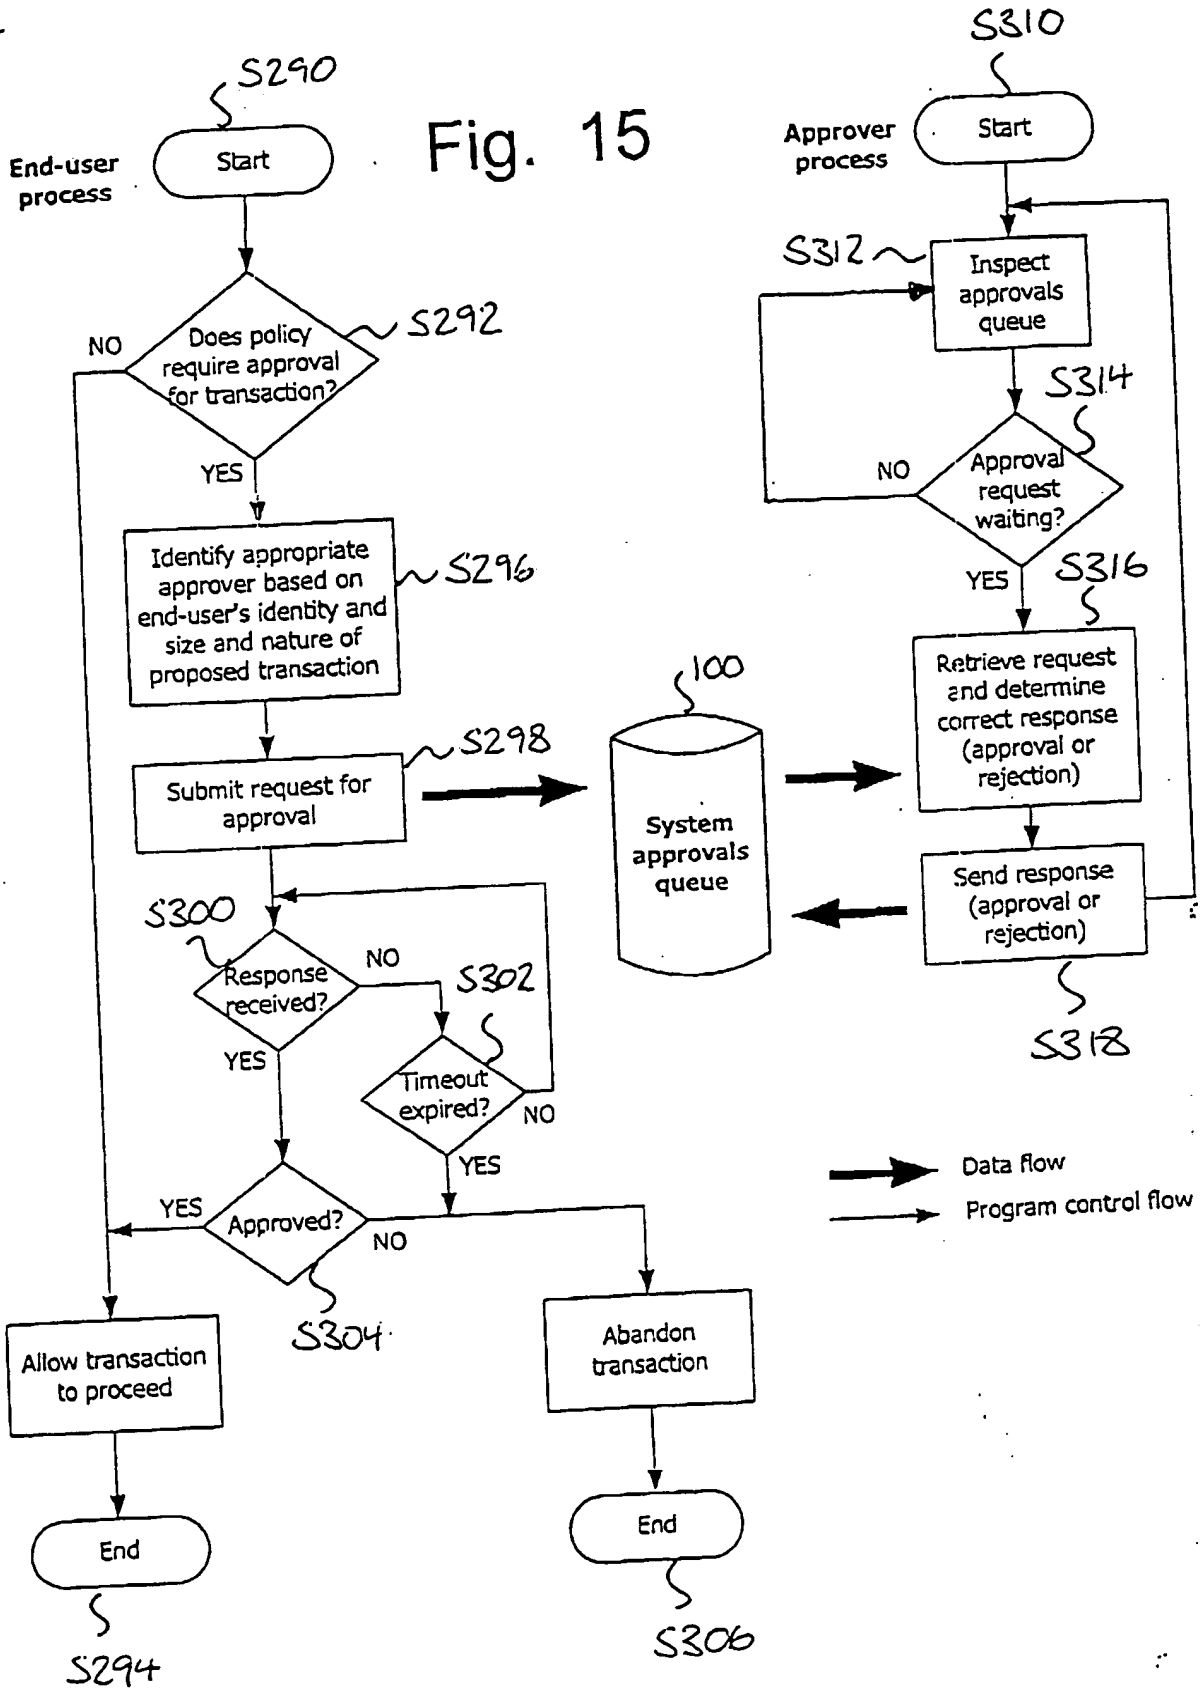 S290
S310
Fig. 15
End-user
process
Start
Approver
process
Start
S312
Inspect
approvals
queue
S292
NO
Does policy
require approval
for transaction?
YES
S314
NO
Approval
request
waiting?
YES
S316
Identify appropriate
approver based on
end-user's identity and
size and nature of
proposed transaction
S296
Retrieve request
and determine
correct response
(approval or
rejection)
100
S298
Submit request for
approval
System
approvals
queue
Send response
(approval or
rejection)
S318
S300
Response
received?
NO
S302
YES
Timeout
expired?
NO
YES
Data flow
Program control flow
YES
Approved?
NO
S304
Allow transaction
to proceed
Abandon
transaction
End
End
S294
S306